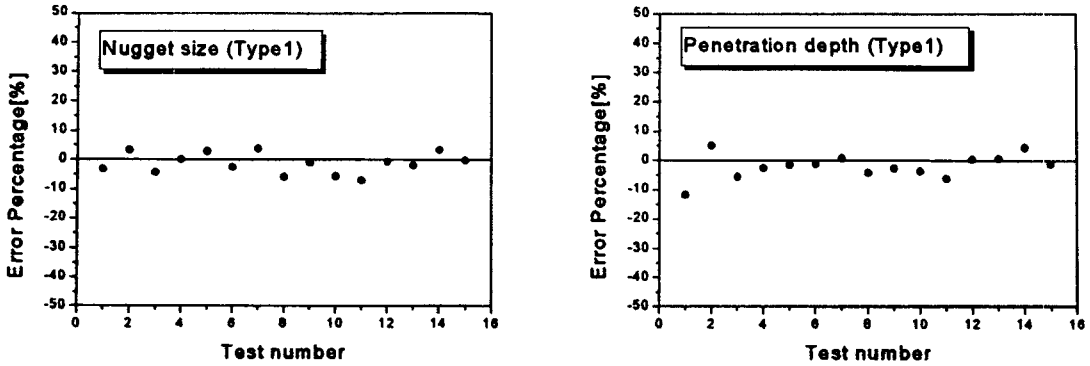 Nugget size (Type1)
Error Percentage[%]
50
40
30
20
10
0
-10
-20
-30
-40
-50
0 2 4 6 8 10 12 14 16
Test number
Penetration depth (Type1)
Error Percentage[%]
50
40
30
20
10
0
-10
-20
-30
-40
-50
0 2 4 6 8 10 12 14 16
Test number